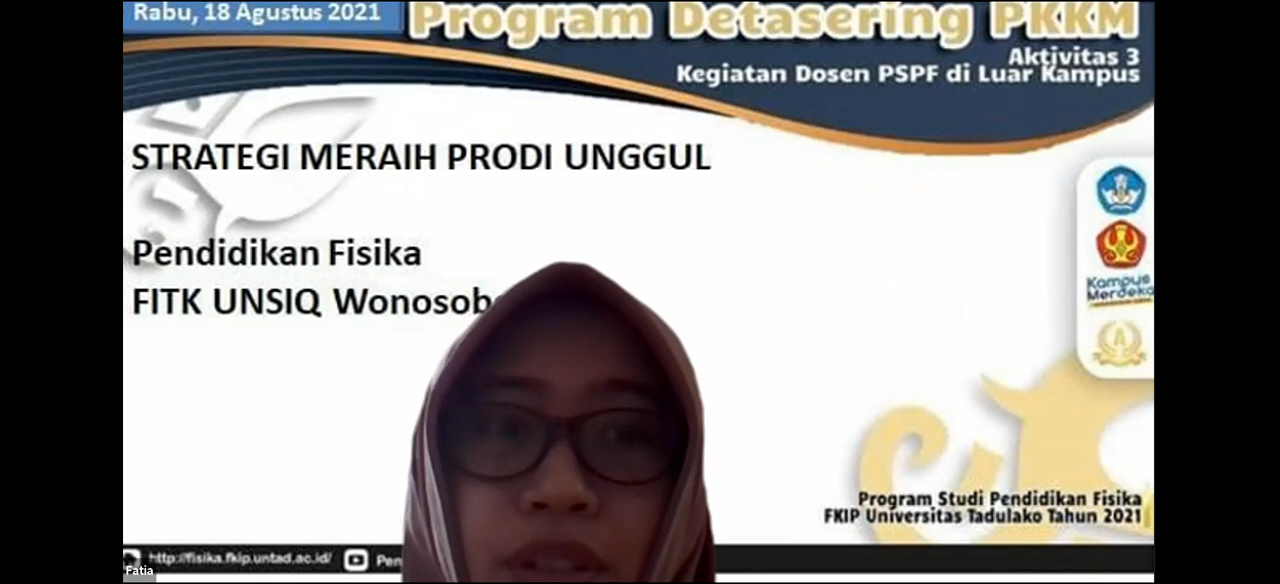 Rabu, 18 Agustus 2021
Program Detasering PKKM
Aktivitas 3
Kegiatan Dosen PSPF di Luar Kampus
STRATEGI MERAIH PRODI UNGGUL
Pendidikan Fisika
FITK UNSIQ Wonosob
Kampus
Merdeka
Program Studi Pendidikan Fisika
FKIP Universitas Tadulako Tahun 2021
http://fisika.fkip.untad.ac.id/
Pen
Fatia